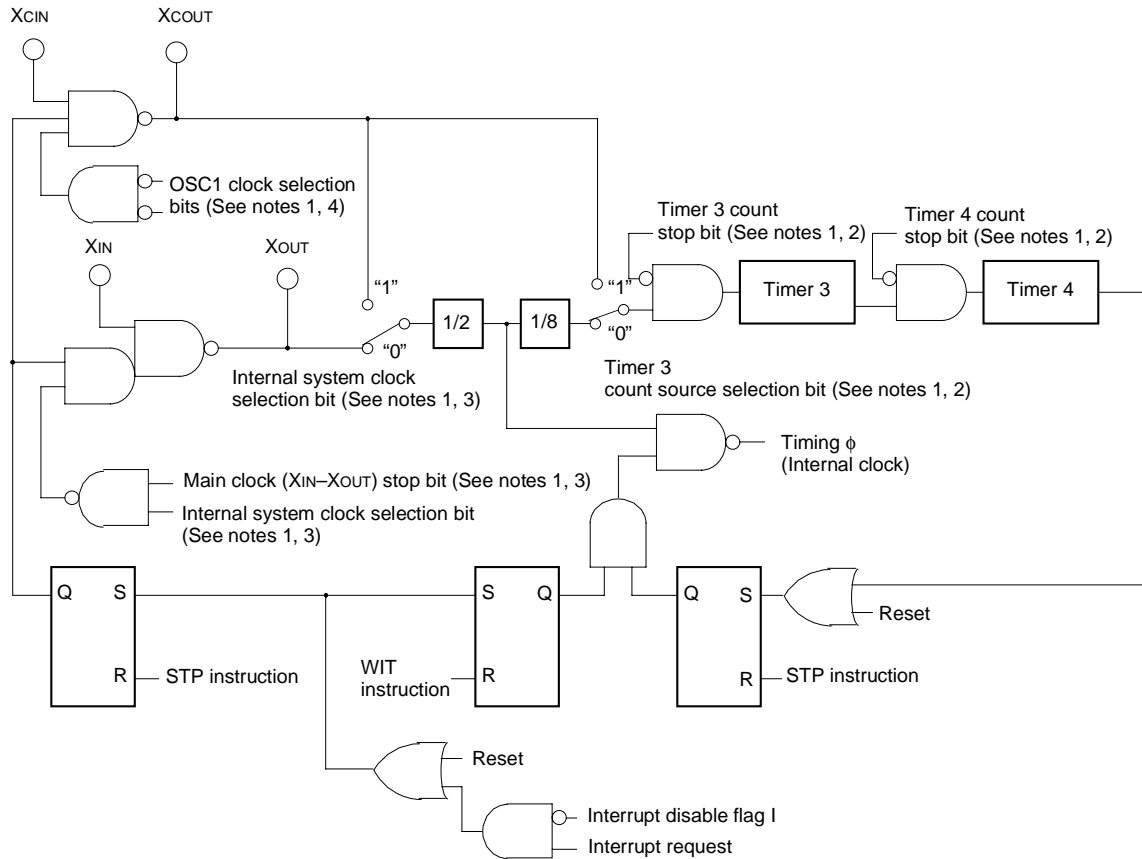 XCIN
XCOUT
OSC1 clock selection
bits (See notes 1, 4)
XIN
XOUT
“1”
“0”
Internal system clock
selection bit (See notes 1, 3)
1/2
1/8
“1”
“0”
Timer 3 count
stop bit (See notes 1, 2)
Timer 3
Timer 4 count
stop bit (See notes 1, 2)
Timer 4
Timer 3
count source selection bit (See notes 1, 2)
Timing ϕ
(Internal clock)
Main clock (XIN–XOUT) stop bit (See notes 1, 3)
Internal system clock selection bit
(See notes 1, 3)
Q S
R
STP instruction
S Q
R
WIT
instruction
Q S
R
STP instruction
Reset
Reset
Interrupt disable flag I
Interrupt request